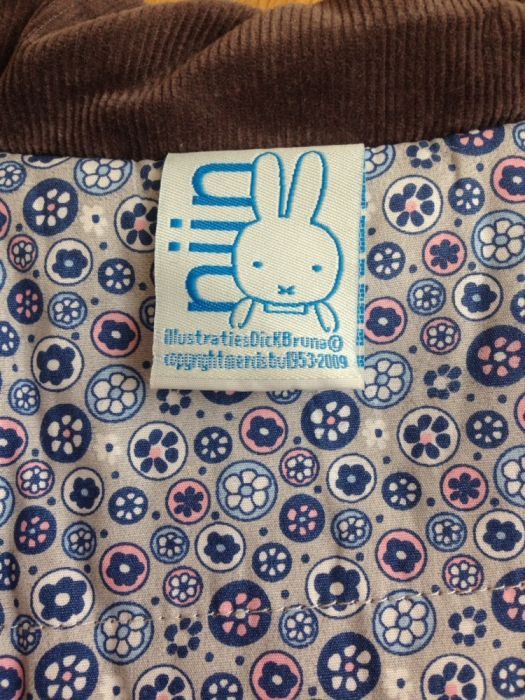 nijn
illustratiesDicKBruna©
copyrightmercisbv1953-2009